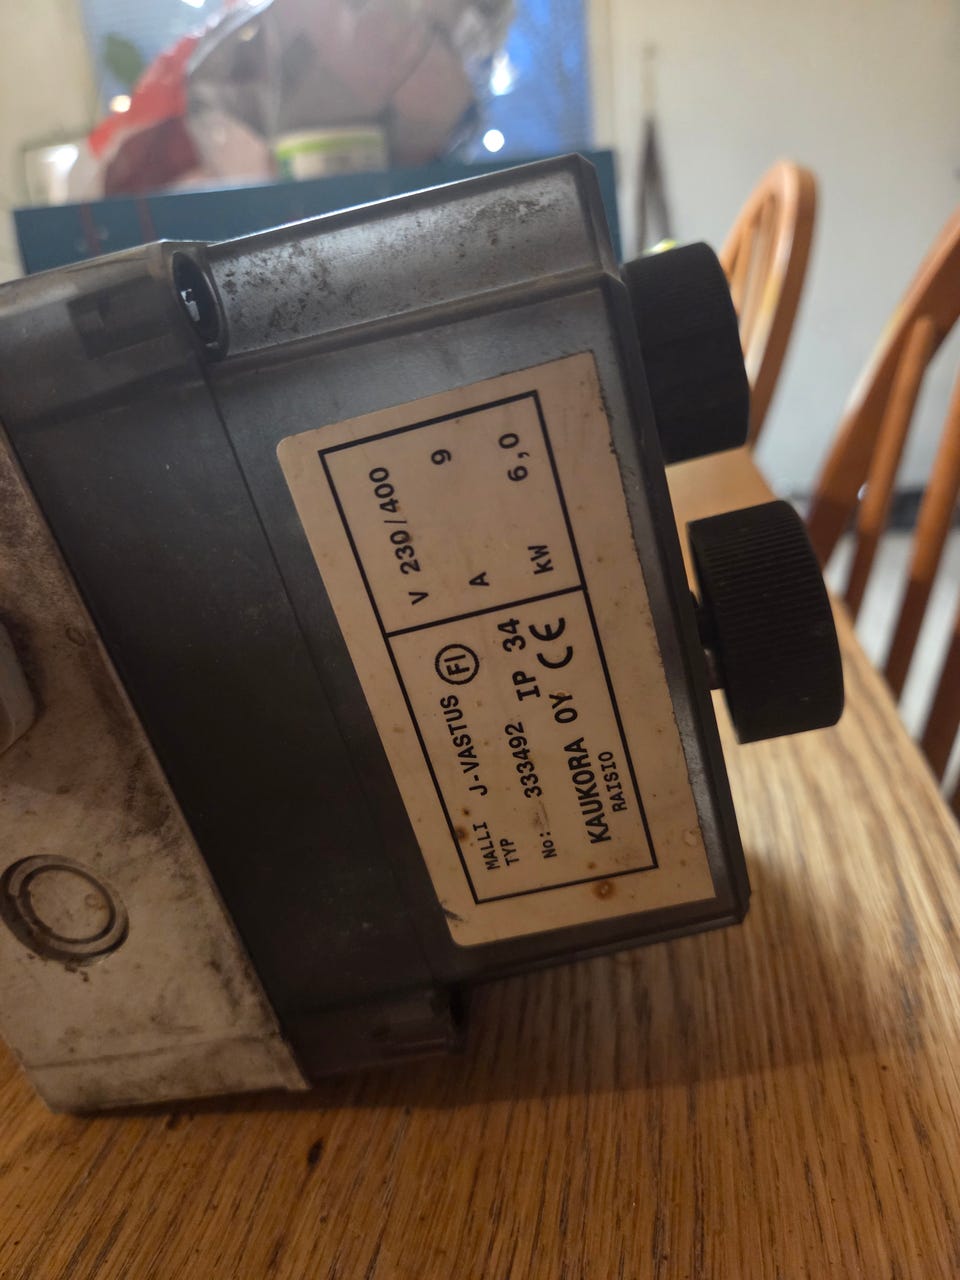 MALLI J-VASTUS FI
TYP
No: 333492 IP 34
KAUKORA OY CE
RAISIO
V 230/400
A 9
kW 6,0